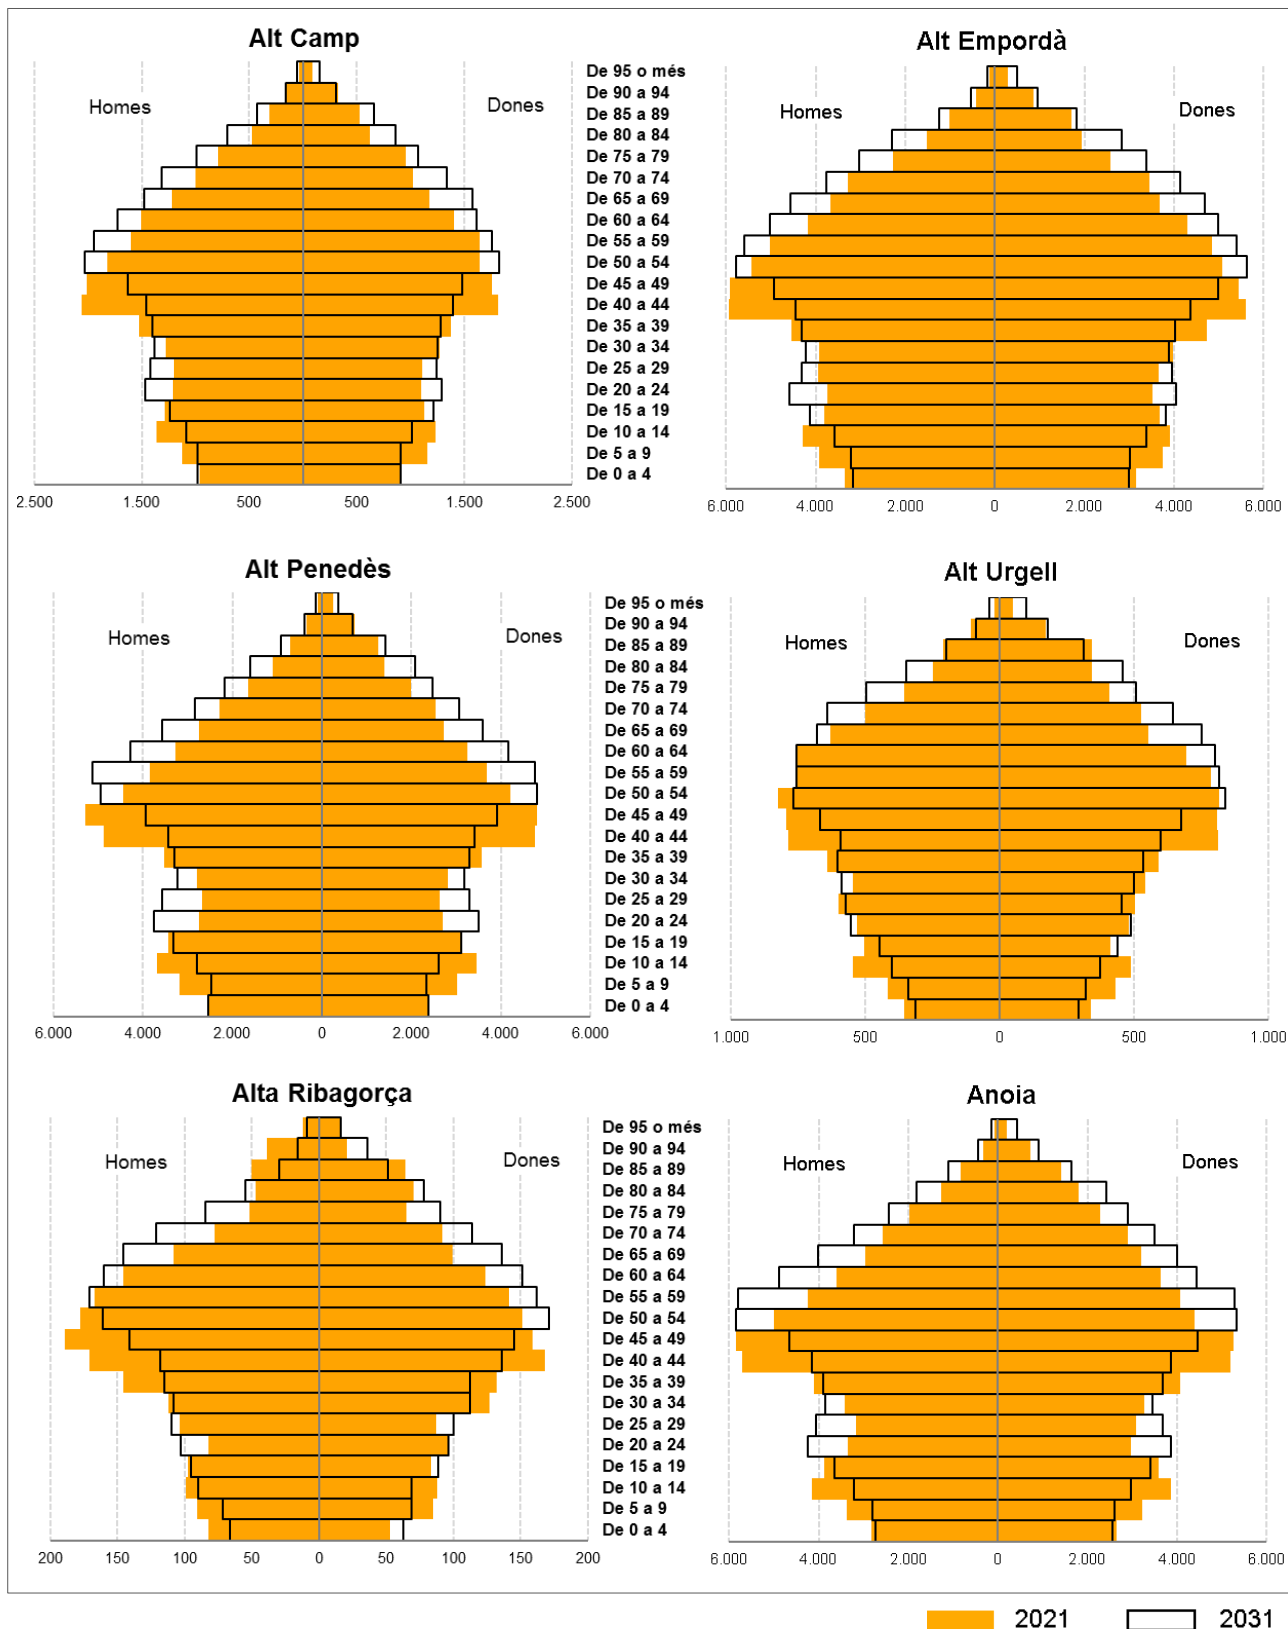 Alt Camp
Alt Empordà
Homes
Dones
Homes
Dones
De 95 o més
De 90 a 94
De 85 a 89
De 80 a 84
De 75 a 79
De 70 a 74
De 65 a 69
De 60 a 64
De 55 a 59
De 50 a 54
De 45 a 49
De 40 a 44
De 35 a 39
De 30 a 34
De 25 a 29
De 20 a 24
De 15 a 19
De 10 a 14
De 5 a 9
De 0 a 4
2.500 1.500 500 500 1.500 2.500
6.000 4.000 2.000 0 2.000 4.000 6.000
Alt Penedès
Alt Urgell
Homes
Dones
Homes
Dones
De 95 o més
De 90 a 94
De 85 a 89
De 80 a 84
De 75 a 79
De 70 a 74
De 65 a 69
De 60 a 64
De 55 a 59
De 50 a 54
De 45 a 49
De 40 a 44
De 35 a 39
De 30 a 34
De 25 a 29
De 20 a 24
De 15 a 19
De 10 a 14
De 5 a 9
De 0 a 4
6.000 4.000 2.000 0 2.000 4.000 6.000
1.000 500 0 500 1.000
Alta Ribagorça
Anoia
Homes
Dones
Homes
Dones
De 95 o més
De 90 a 94
De 85 a 89
De 80 a 84
De 75 a 79
De 70 a 74
De 65 a 69
De 60 a 64
De 55 a 59
De 50 a 54
De 45 a 49
De 40 a 44
De 35 a 39
De 30 a 34
De 25 a 29
De 20 a 24
De 15 a 19
De 10 a 14
De 5 a 9
De 0 a 4
200 150 100 50 0 50 100 150 200
6.000 4.000 2.000 0 2.000 4.000 6.000
2021 2031